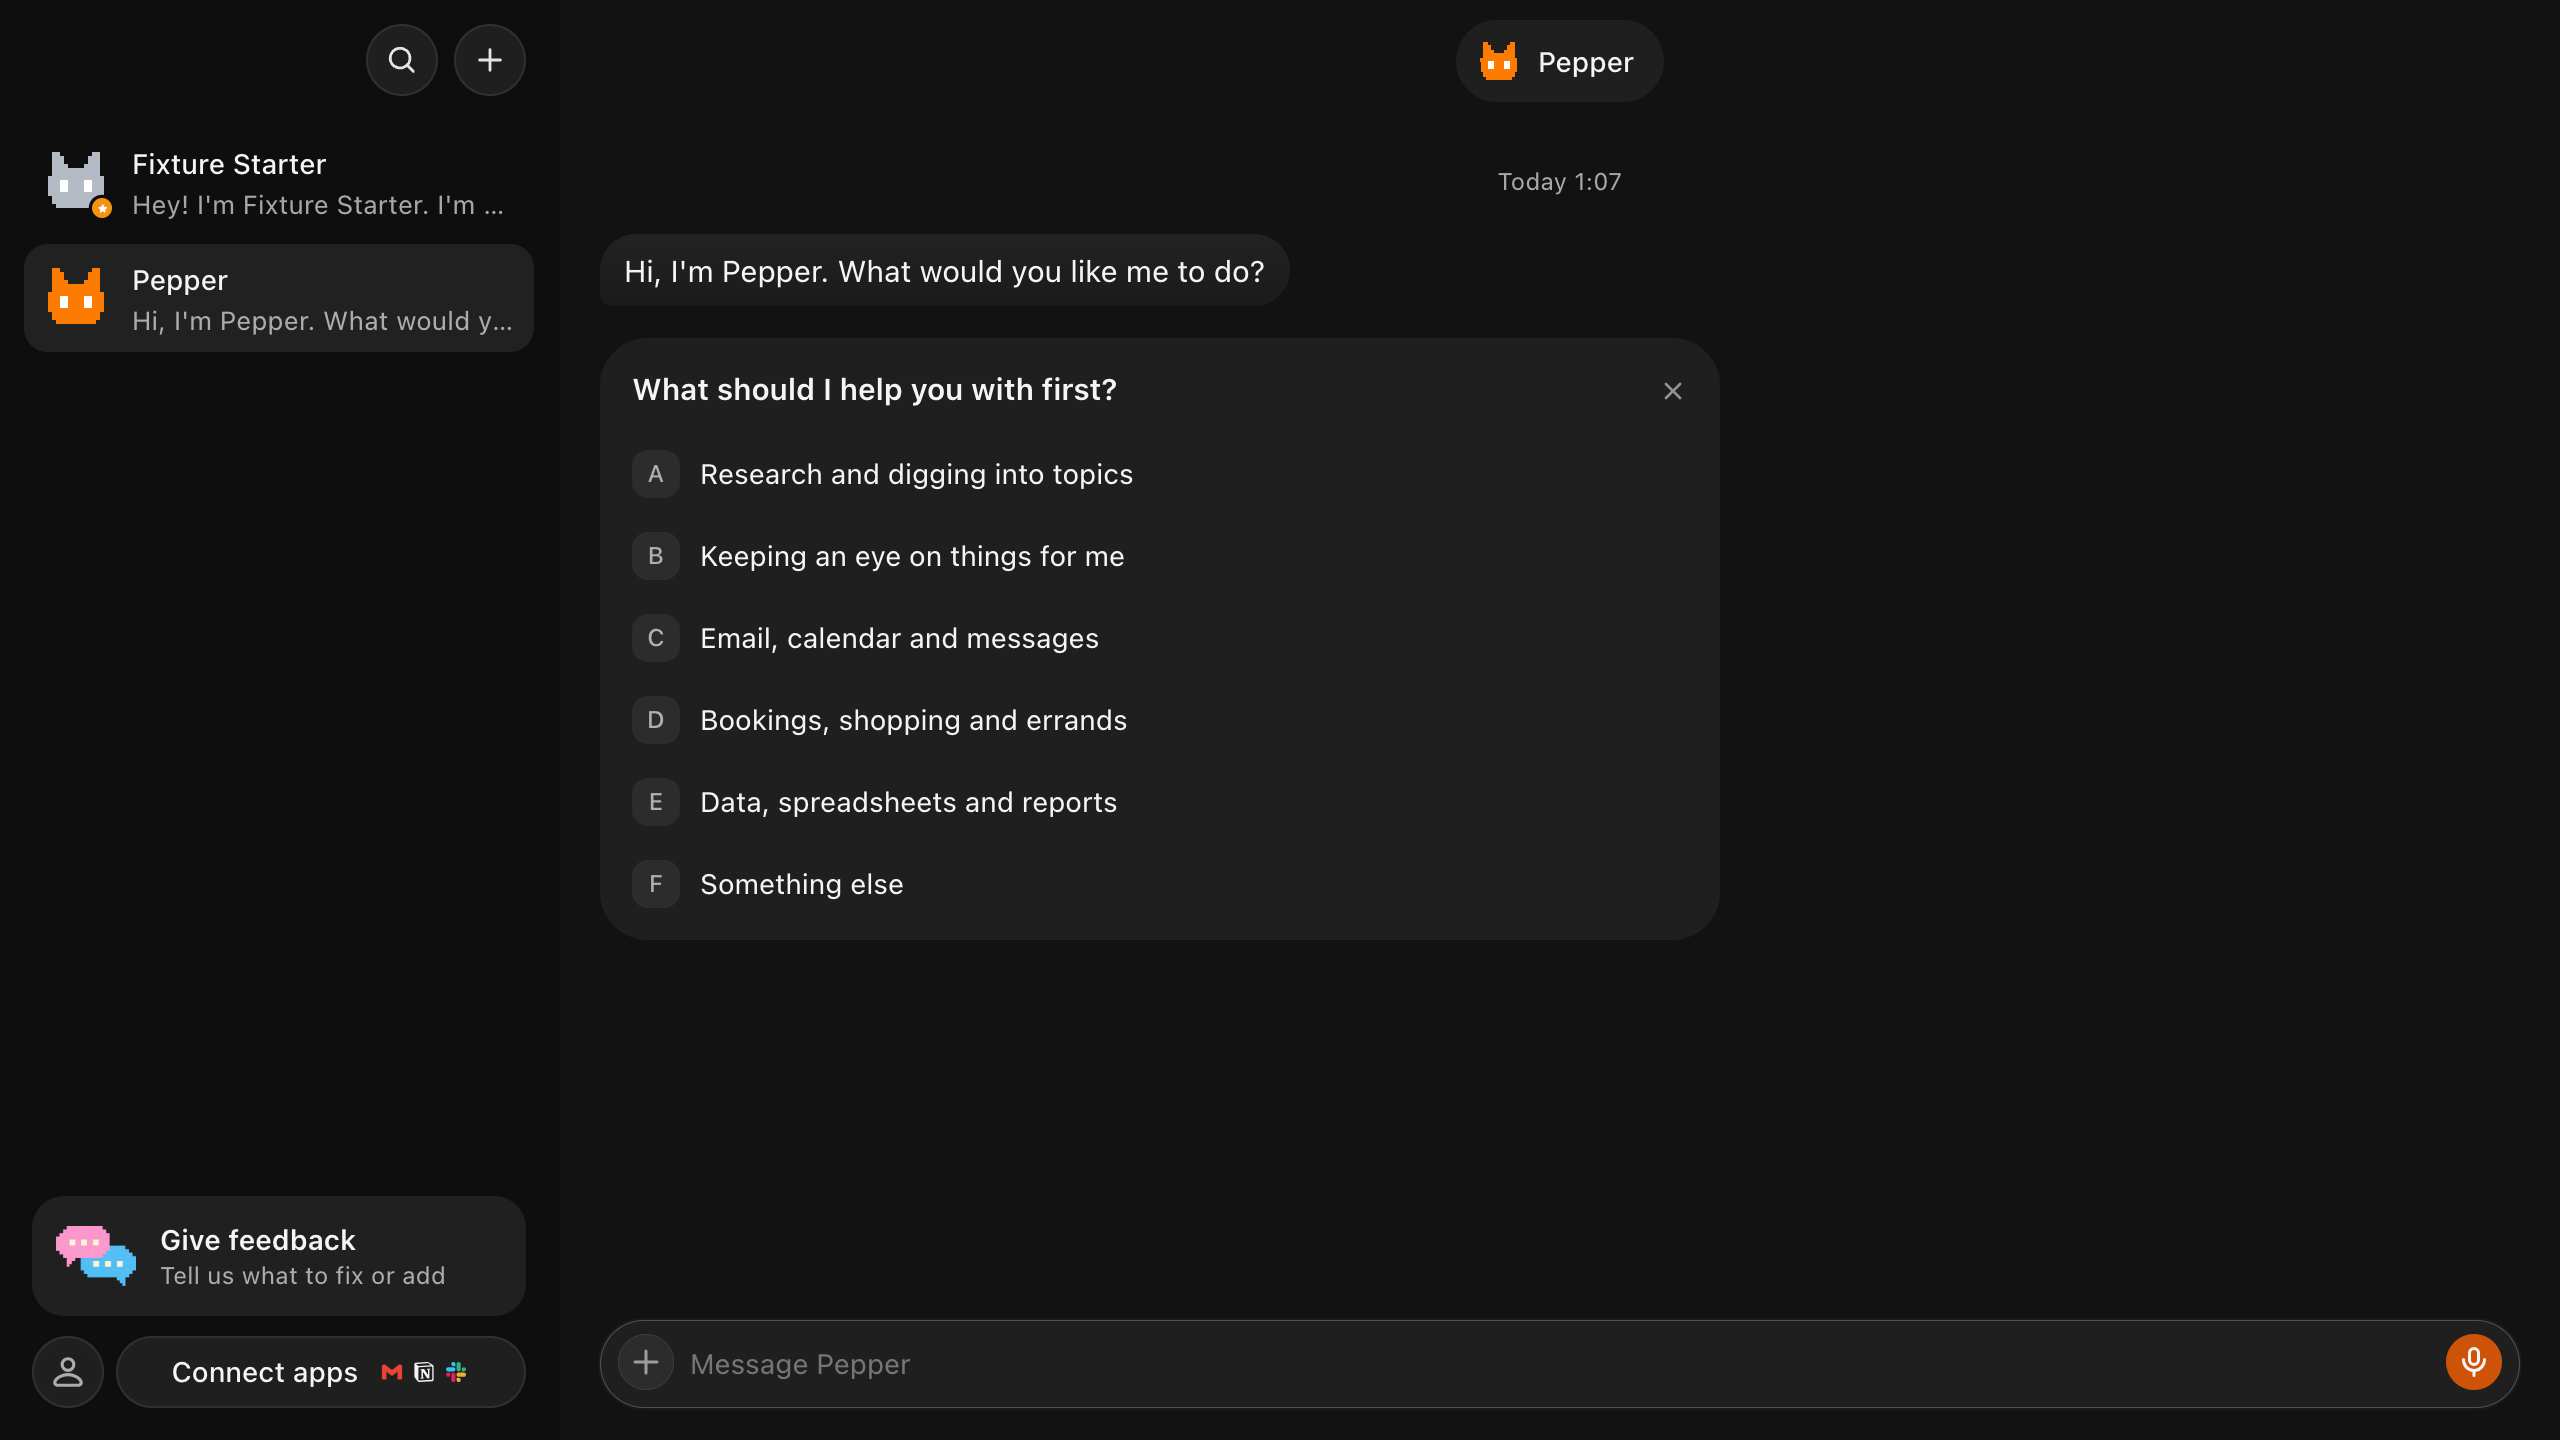 Fixture Starter
Hey! I'm Fixture Starter. I'm ...
Pepper
Hi, I'm Pepper. What would y...
Give feedback
Tell us what to fix or add
Connect apps
Pepper
Today 1:07
Hi, I'm Pepper. What would you like me to do?
What should I help you with first?
A Research and digging into topics
B Keeping an eye on things for me
C Email, calendar and messages
D Bookings, shopping and errands
E Data, spreadsheets and reports
F Something else
Message Pepper